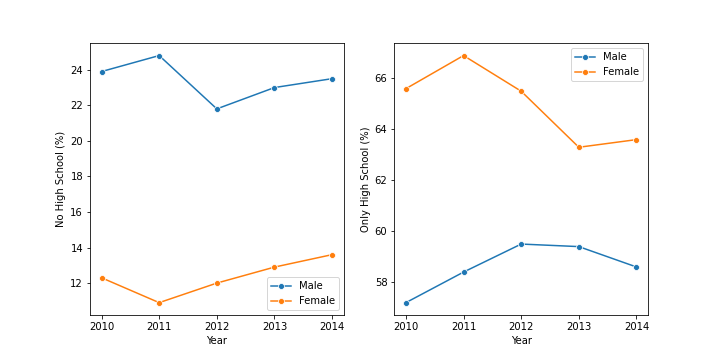 No High School (%)
24
22
20
18
16
14
12
2010 2011 2012 2013 2014
Year
Male
Female
Only High School (%)
66
64
62
60
58
2010 2011 2012 2013 2014
Year
Male
Female